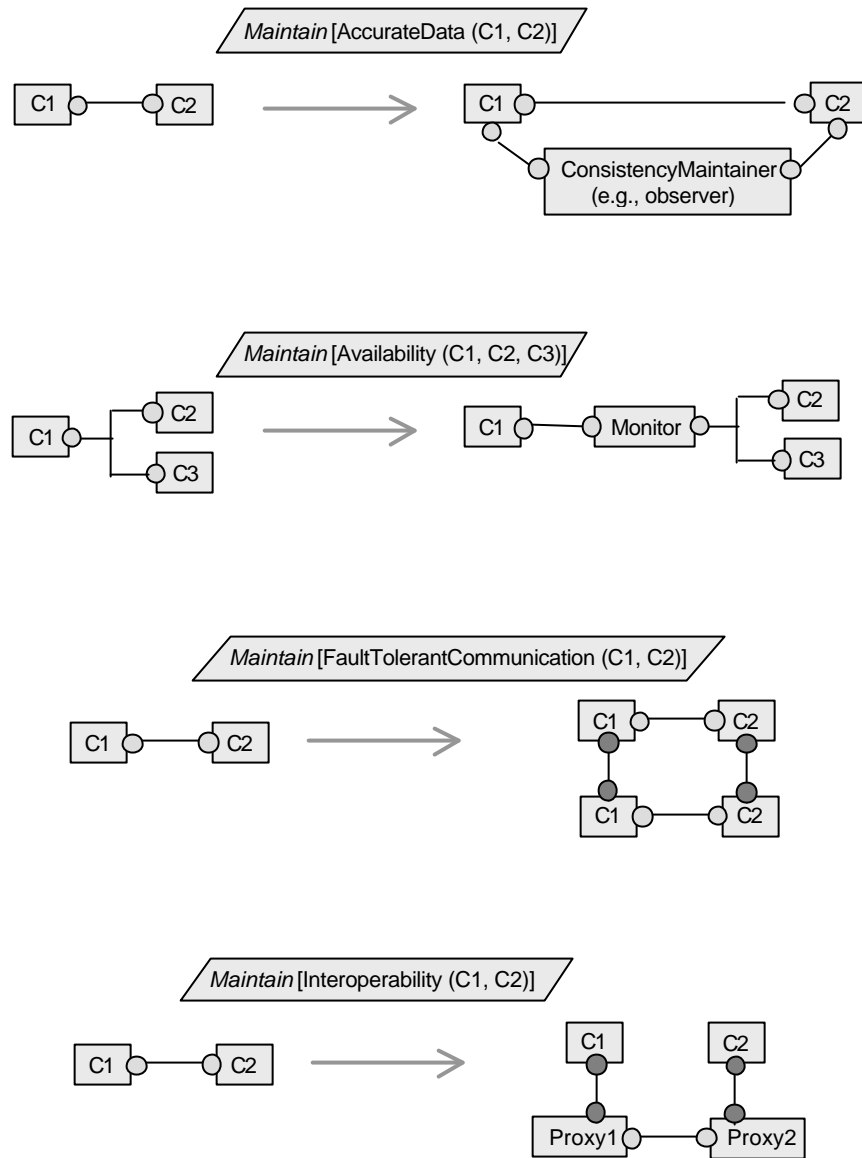 Maintain [AccurateData (C1, C2)]
C1
C2
C1
C2
ConsistencyMaintainer
(e.g., observer)
Maintain [Availability (C1, C2, C3)]
C1
C2
C3
C1
Monitor
C2
C3
Maintain [FaultTolerantCommunication (C1, C2)]
C1
C2
C1
C2
C1
C2
Maintain [Interoperability (C1, C2)]
C1
C2
C1
C2
Proxy1
Proxy2